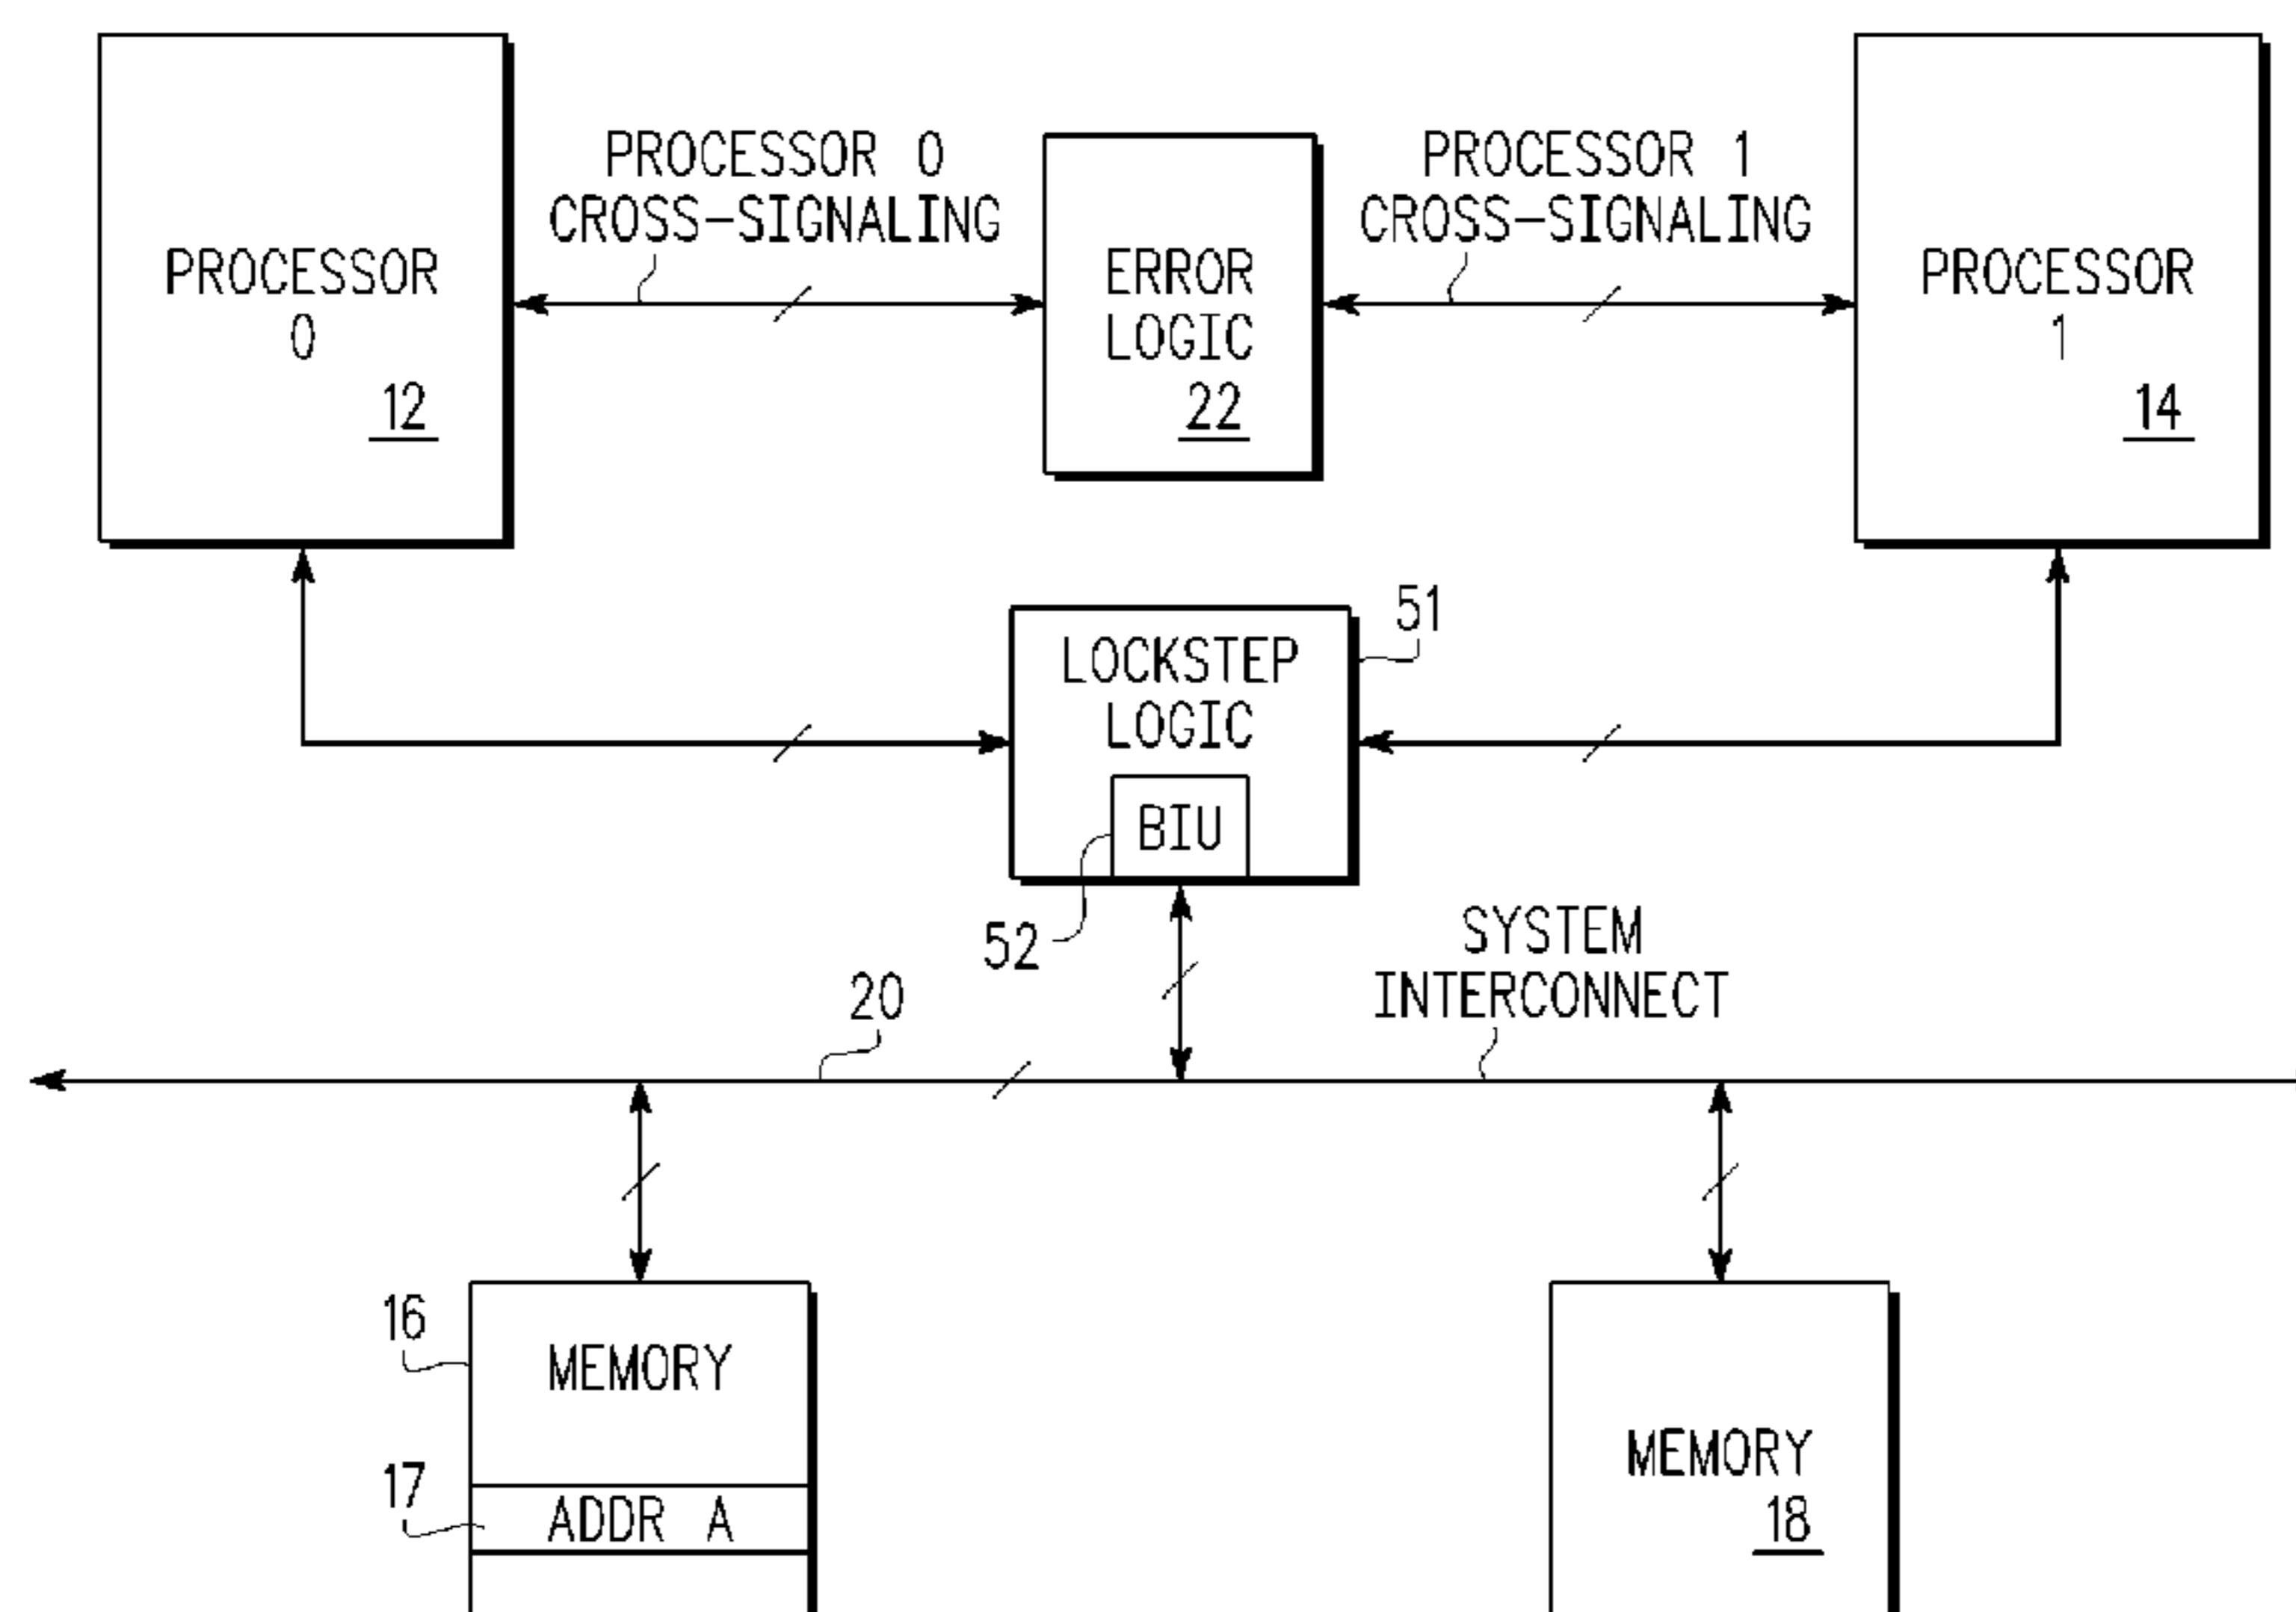 PROCESSOR
0
12
PROCESSOR 0
CROSS-SIGNALING
ERROR
LOGIC
22
PROCESSOR 1
CROSS-SIGNALING
PROCESSOR
1
14
LOCKSTEP
LOGIC
51
BIU
52
20
SYSTEM
INTERCONNECT
16
MEMORY
17
ADDR A
MEMORY
18